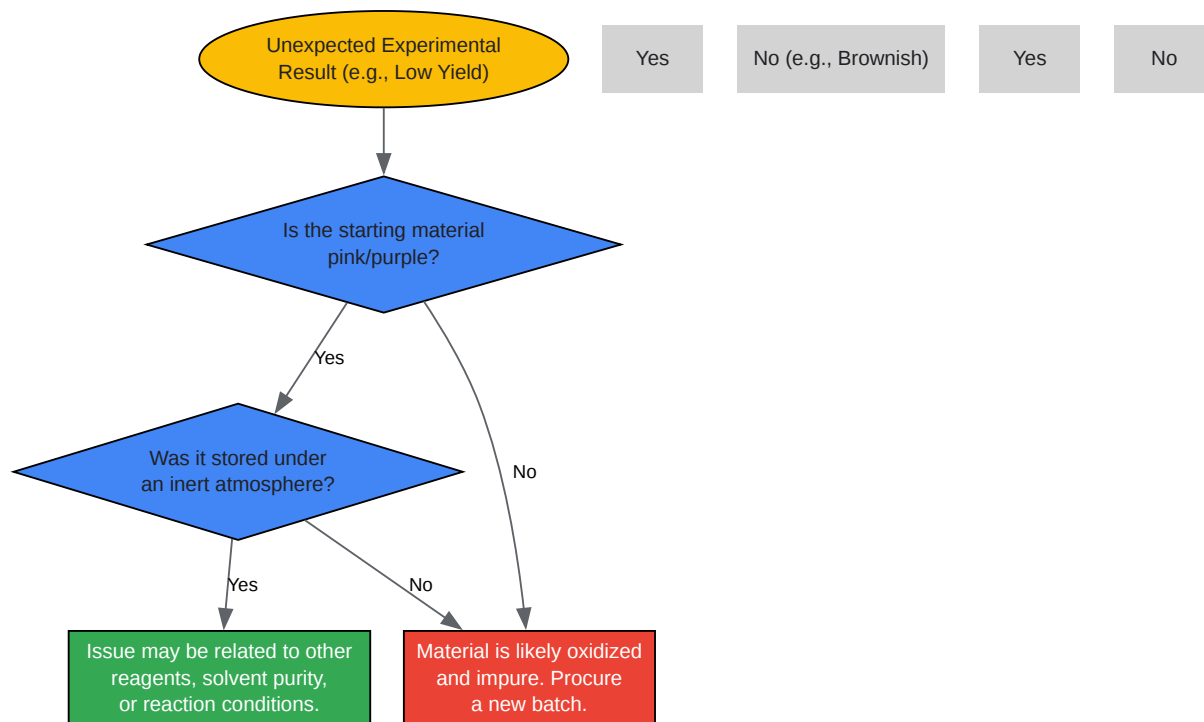 Unexpected Experimental
Result (e.g., Low Yield)
Yes
No (e.g., Brownish)
Yes
No
Is the starting material
pink/purple?
Yes
Was it stored under
an inert atmosphere?
No
Yes
No
Issue may be related to other
reagents, solvent purity,
or reaction conditions.
Material is likely oxidized
and impure. Procure
a new batch.